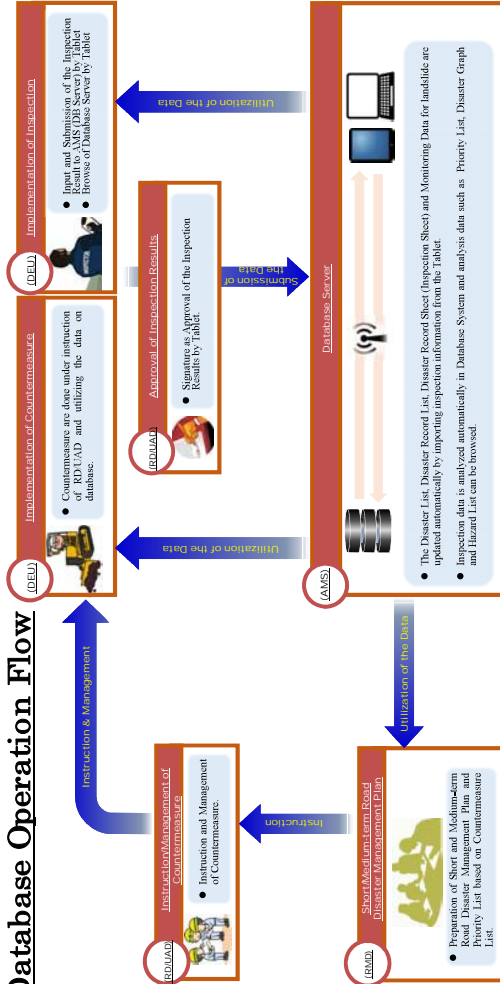 Database Operation Flow
(DEU)
Implementation of Inspection
● Input and Submission of the Inspection
Result to AMS (DB Server) by Tablet
● Browse of Database Server by Tablet
(DEU)
Implementation of Countermeasure
● Countermeasure are done under instruction
of RD/UAD and utilizing the data on
database.
(RD/UAD)
Approval of Inspection Results
● Signature as Approval of the Inspection
Results by Tablet.
Utilization of the Data
Submission of
the Data
Utilization of the Data
(AMS)
Database Server
● The Disaster List, Disaster Record List, Disaster Record Sheet (Inspection Sheet) and Monitoring Data for landslide are
updated automatically by importing inspection information from the Tablet.
● Inspection data is analyzed automatically in Database System and analysis data such as Priority List, Disaster Graph
and Hazard List can be browsed.
Instruction & Management
(RD/UAD)
Instruction/Management of
Countermeasure
● Instruction and Management
of Countermeasure.
Instruction
Utilization of the Data
(RMD)
Short/Medium-term Road
Disaster Management Plan
● Preparation of Short and Medium-term
Road Disaster Management Plan and
Priority List based on Countermeasure
List.